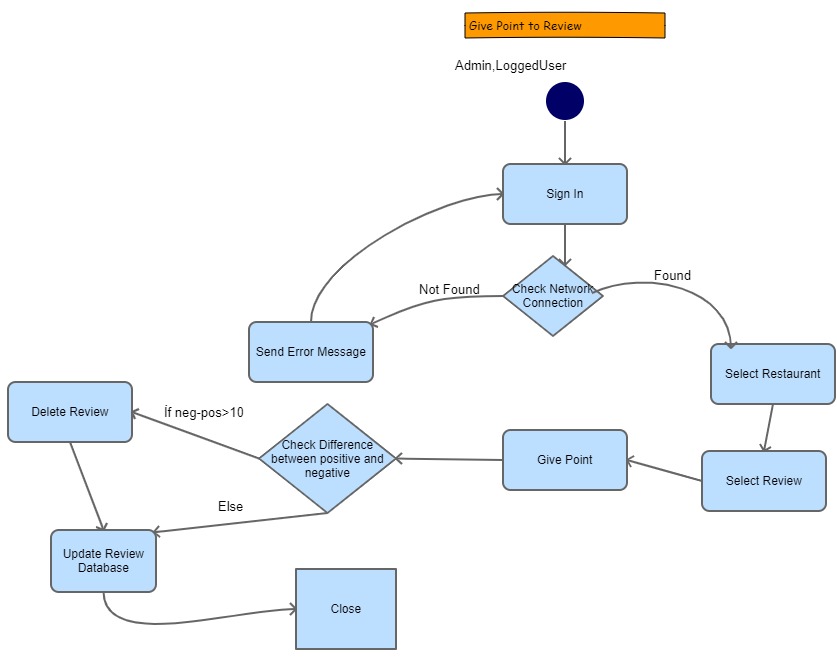 Give Point to Review
Admin,LoggedUser
Sign In
Check Network
Connection
Not Found
Found
Send Error Message
Select Restaurant
Delete Review
İf neg-pos>10
Check Difference
between positive and
negative
Give Point
Select Review
Else
Update Review
Database
Close